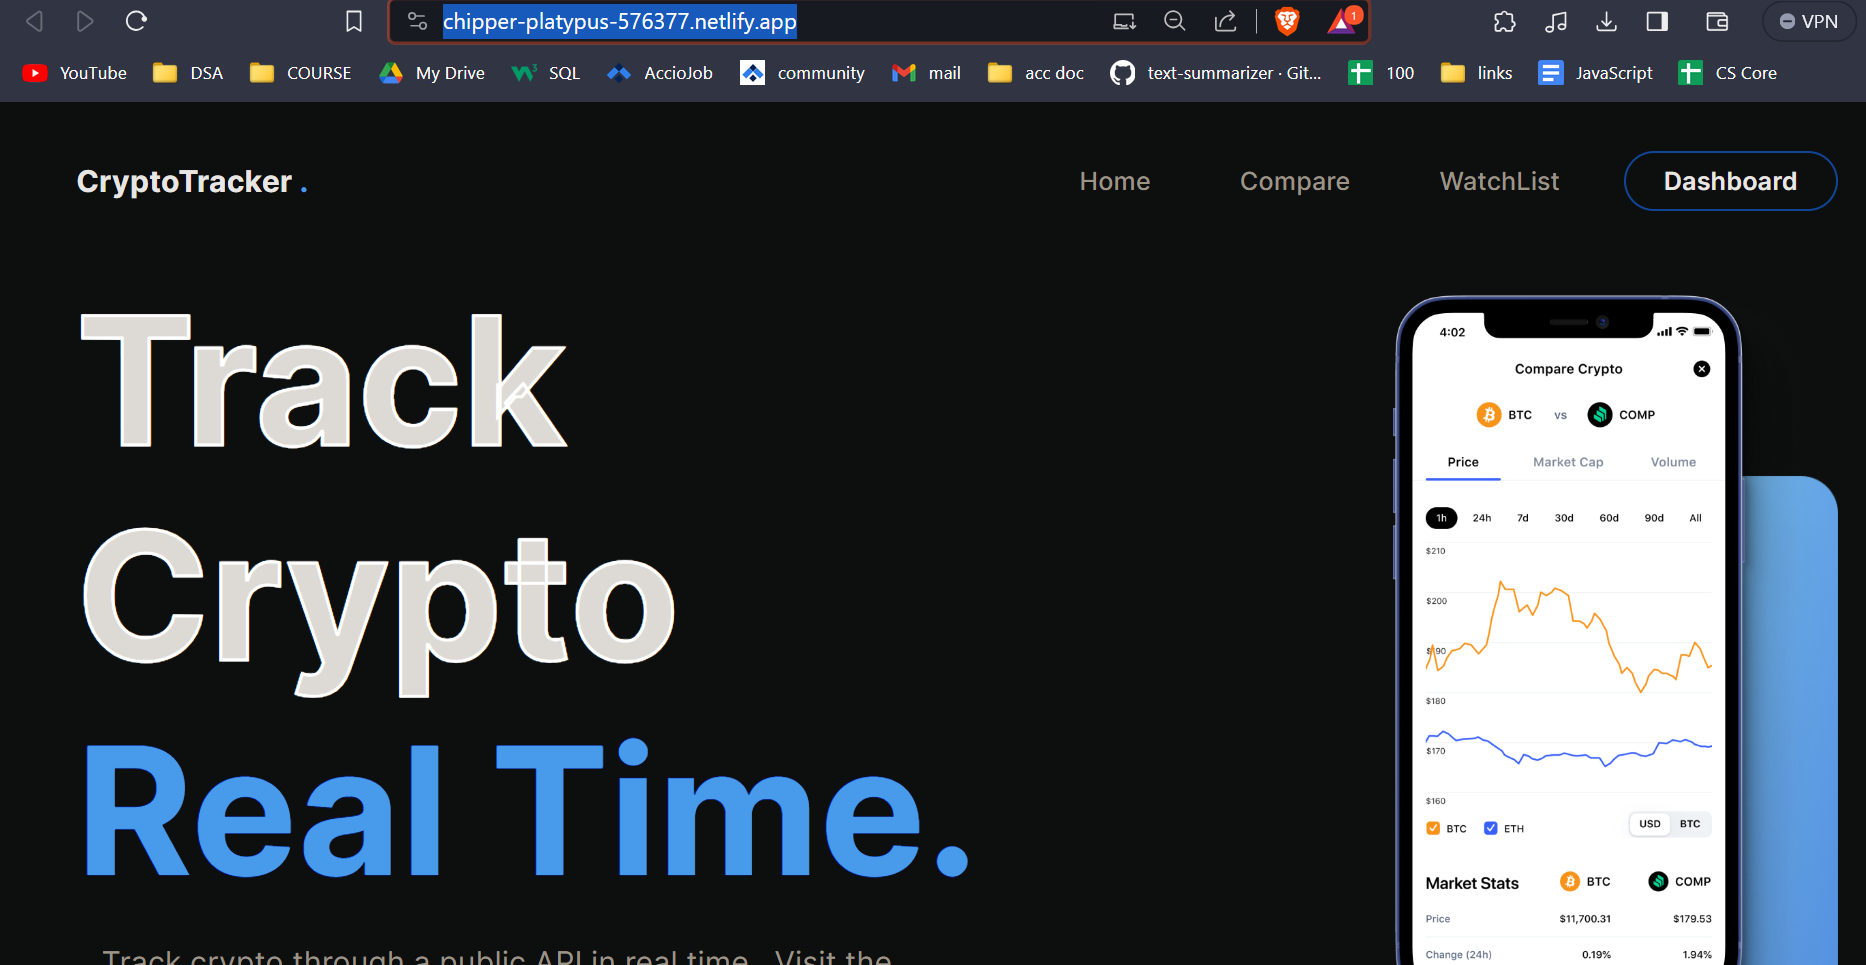 chipper-platypus-576377.netlify.app
1
VPN
YouTube DSA COURSE My Drive SQL AccioJob community mail acc doc text-summarizer · Git... 100 links JavaScript CS Core
CryptoTracker .
Home Compare WatchList Dashboard
Track
Crypto
Real Time.
Track crypto through a public API in real time. Visit the
4:02
Compare Crypto
BTC vs COMP
Price Market Cap Volume
1h 24h 7d 30d 60d 90d All
$210
$200
$190
$180
$170
$160
BTC ETH USD BTC
Market Stats BTC COMP
Price $11,700.31 $179.53
Change (24h) 0.19% 1.94%